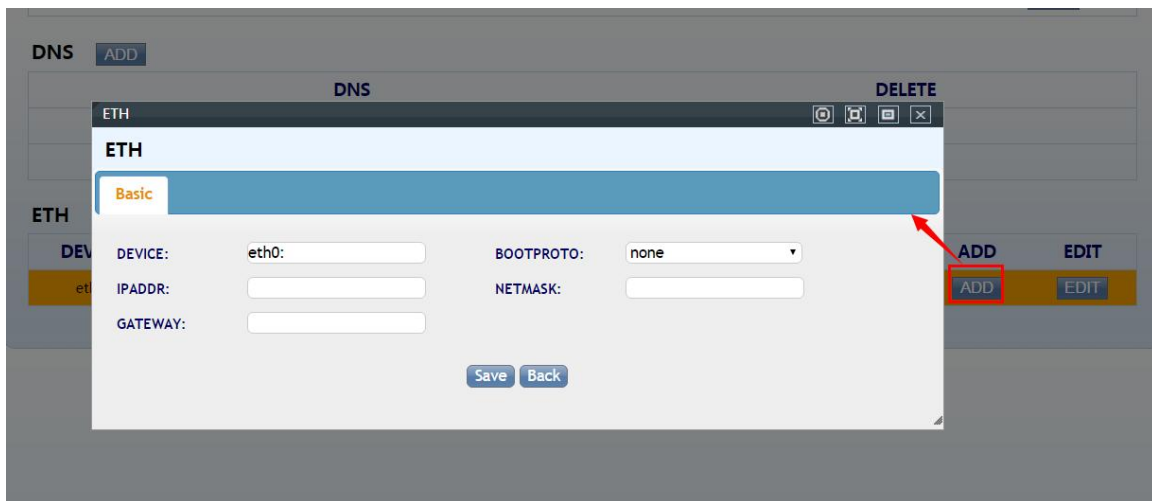 DNS ADD
DNS DELETE
ETH
ETH
Basic
ETH
DEV ADD EDIT
DEVICE: eth0: BOOTPROTO: none
et ADD EDIT
IPADDR: NETMASK:
GATEWAY:
Save Back